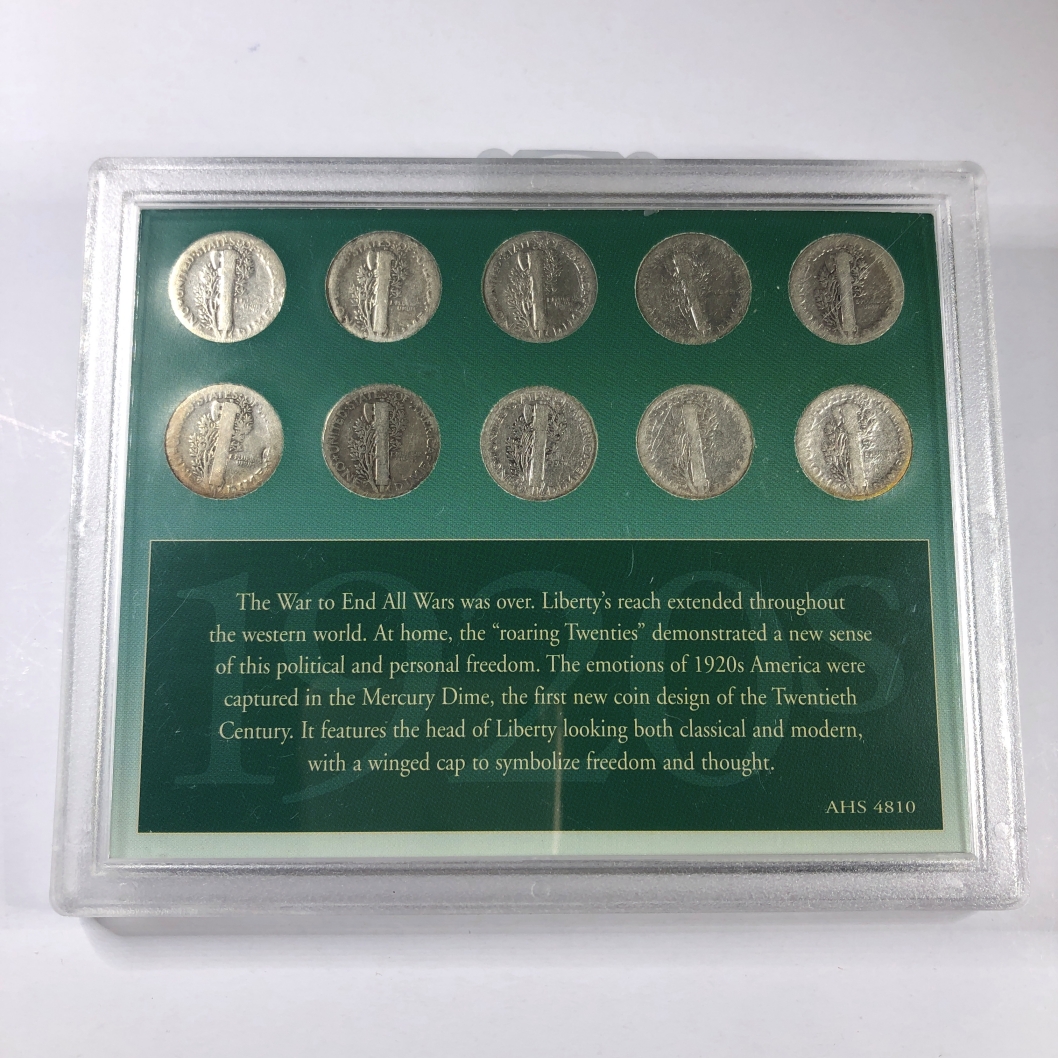 The War to End All Wars was over. Liberty's reach extended throughout
the western world. At home, the "roaring Twenties" demonstrated a new sense
of this political and personal freedom. The emotions of 1920s America were
captured in the Mercury Dime, the first new coin design of the Twentieth
Century. It features the head of Liberty looking both classical and modern,
with a winged cap to symbolize freedom and thought.
1920s
AHS 4810